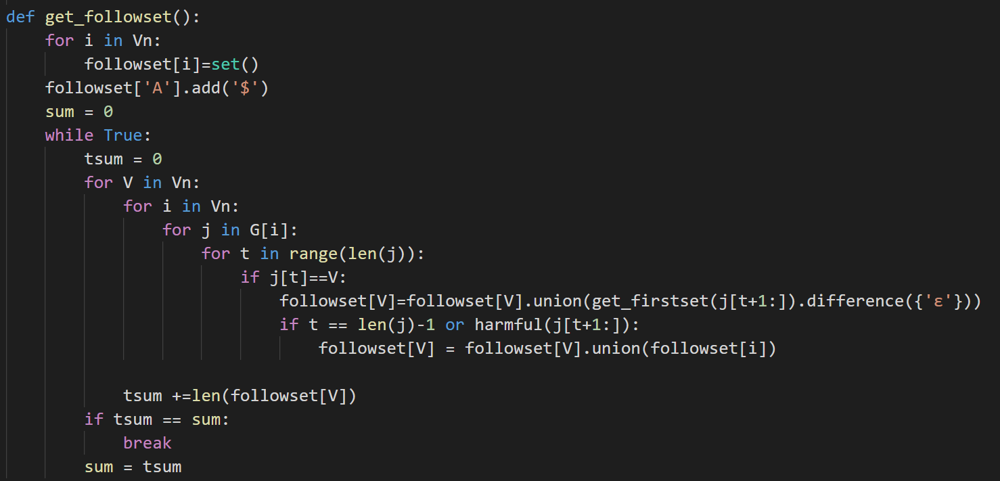 def get_followset():
    for i in Vn:
        followset[i]=set()
    followset['A'].add('$')
    sum = 0
    while True:
        tsum = 0
        for V in Vn:
            for i in Vn:
                for j in G[i]:
                    for t in range(len(j)):
                        if j[t]==V:
                            followset[V]=followset[V].union(get_firstset(j[t+1:]).difference({'ε'}))
                            if t == len(j)-1 or harmful(j[t+1:]):
                                followset[V] = followset[V].union(followset[i])

            tsum +=len(followset[V])
        if tsum == sum:
            break
        sum = tsum